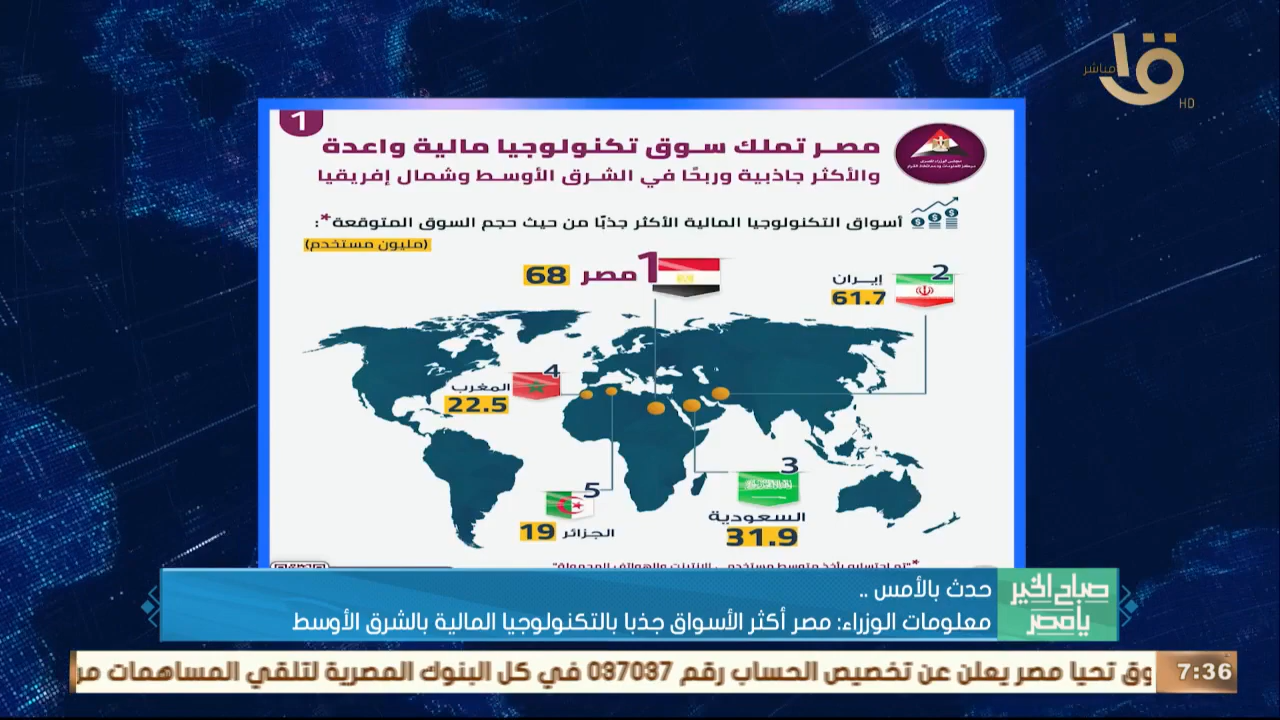 مباشر
HD
1
مصر تملك سوق تكنولوجيا مالية واعدة
والأكثر جاذبية وربحًا في الشرق الأوسط وشمال إفريقيا
أسواق التكنولوجيا المالية الأكثر جذبًا من حيث حجم السوق المتوقعة*:
(مليون مستخدم)
1 مصر 68
2 إيران
61.7
4 المغرب
22.5
3
السعودية
31.9
5
الجزائر 19
حدث بالأمس ..
معلومات الوزراء: مصر أكثر الأسواق جذبا بالتكنولوجيا المالية بالشرق الأوسط
صباح الخير
يا مصر
تحيا مصر يعلن عن تخصيص الحساب رقم 037037 في كل البنوك المصرية لتلقي المساهمات
7:36